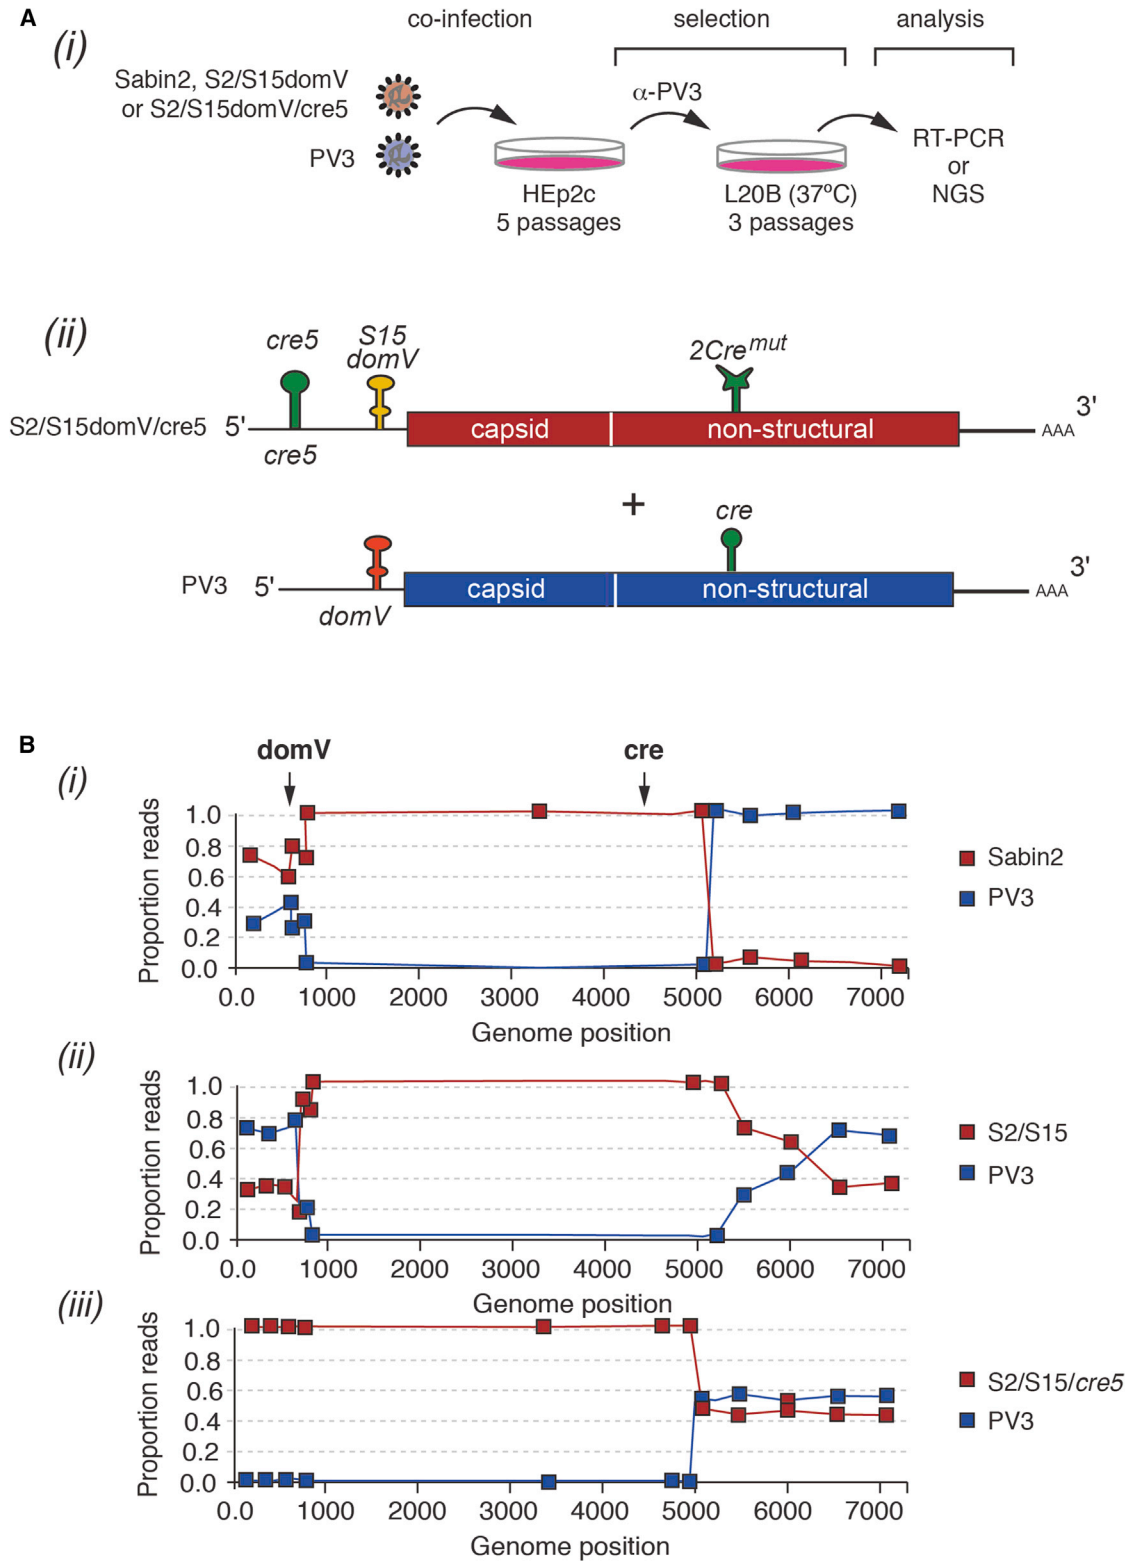 A
(i)
co-infection
selection
analysis
Sabin2, S2/S15domV
or S2/S15domV/cre5
PV3
α-PV3
HEp2c
5 passages
L20B (37ºC)
3 passages
RT-PCR
or
NGS
(ii)
cre5
S15
domV
2Cre mut
S2/S15domV/cre5
5'
capsid
non-structural
3'
AAA
cre5
+
cre
PV3
5'
capsid
non-structural
3'
AAA
domV
B
(i)
domV
cre
Proportion reads
1.0
0.8
0.6
0.4
0.2
0.0
0.0 1000 2000 3000 4000 5000 6000 7000
Genome position
Sabin2
PV3
(ii)
Proportion reads
1.0
0.8
0.6
0.4
0.2
0.0
0.0 1000 2000 3000 4000 5000 6000 7000
Genome position
S2/S15
PV3
(iii)
Proportion reads
1.0
0.8
0.6
0.4
0.2
0.0
0.0 1000 2000 3000 4000 5000 6000 7000
Genome position
S2/S15/cre5
PV3